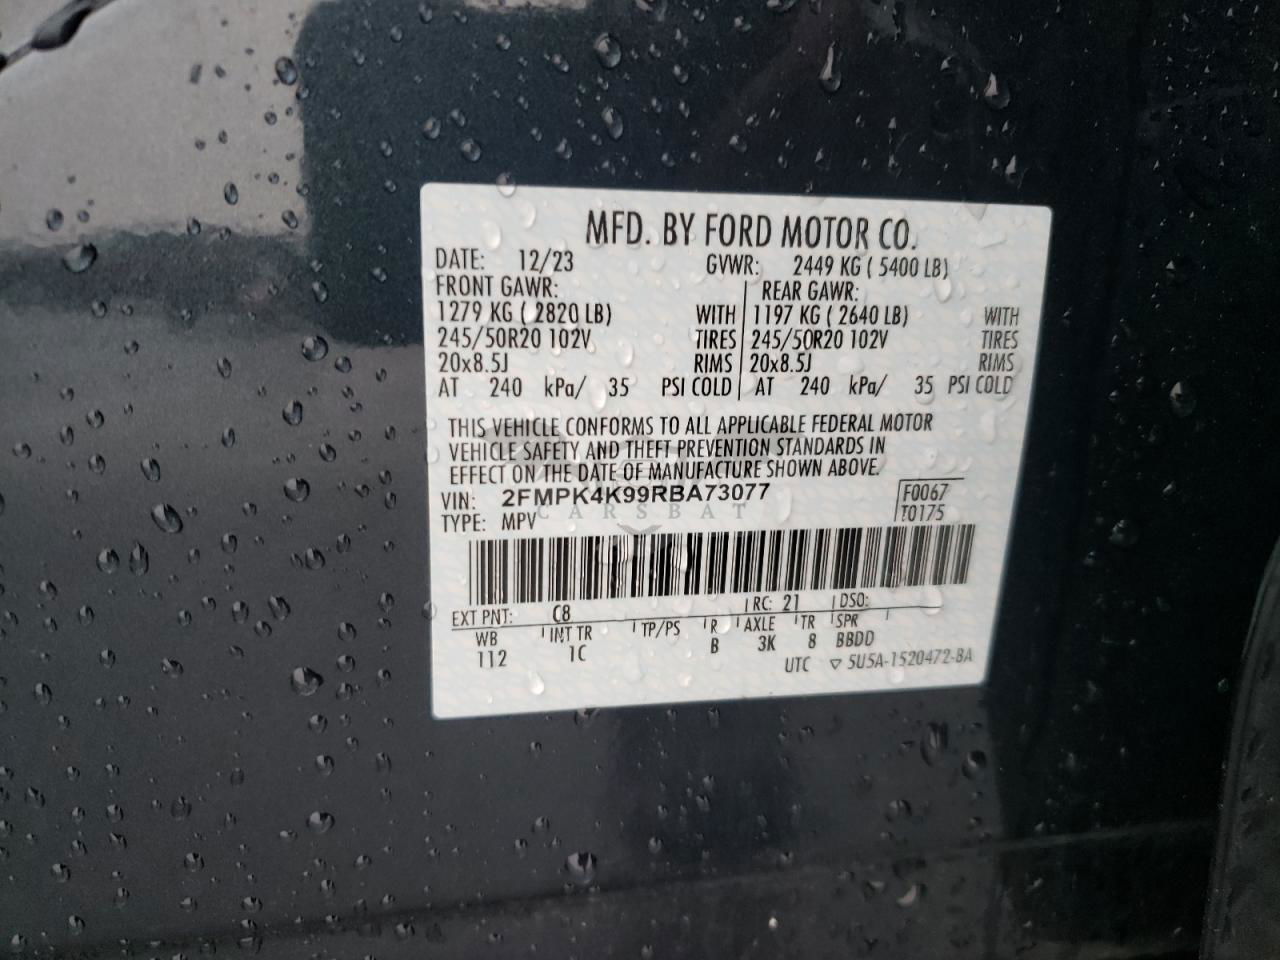 MFD. BY FORD MOTOR CO.
DATE: 12/23 GVWR: 2449 KG ( 5400 LB)
FRONT GAWR: REAR GAWR:
1279 KG ( 2820 LB) WITH 1197 KG ( 2640 LB) WITH
245/50R20 102V TIRES 245/50R20 102V TIRES
20x8.5J RIMS 20x8.5J RIMS
AT 240 kPa/ 35 PSI COLD AT 240 kPa/ 35 PSI COLD
THIS VEHICLE CONFORMS TO ALL APPLICABLE FEDERAL MOTOR
VEHICLE SAFETY AND THEFT PREVENTION STANDARDS IN
EFFECT ON THE DATE OF MANUFACTURE SHOWN ABOVE.
VIN: 2FMPK4K99RBA73077 F0067
CARSBAT
TYPE: MPV T0175
EXT PNT: C8 RC: 21 DSO:
WB INT TR TP/PS R AXLE TR SPR
112 1C B 3K 8 BBDD
UTC ▽ 5U5A-1520472-BA